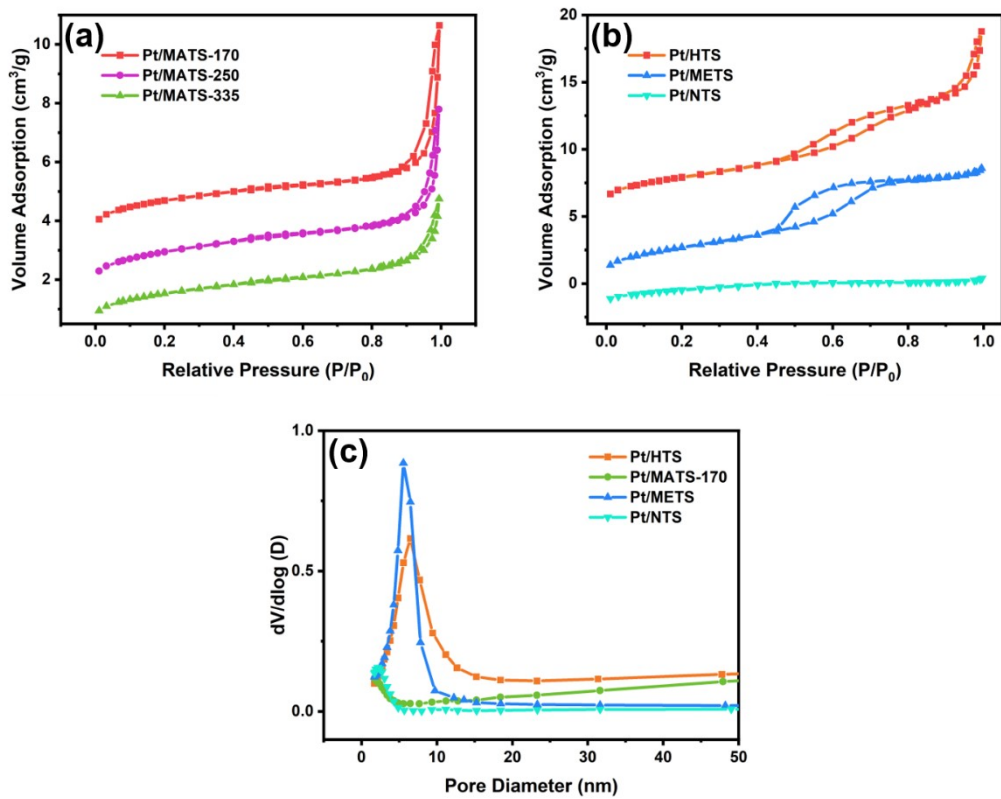 (a)
Pt/MATS-170
Pt/MATS-250
Pt/MATS-335
Volume Adsorption (cm³/g)
10
8
6
4
2
0.0 0.2 0.4 0.6 0.8 1.0
Relative Pressure (P/P₀)
(b)
Pt/HTS
Pt/METS
Pt/NTS
Volume Adsorption (cm³/g)
20
15
10
5
0
0.0 0.2 0.4 0.6 0.8 1.0
Relative Pressure (P/P₀)
(c)
Pt/HTS
Pt/MATS-170
Pt/METS
Pt/NTS
dV/dlog (D)
1.0
0.5
0.0
0 10 20 30 40 50
Pore Diameter (nm)